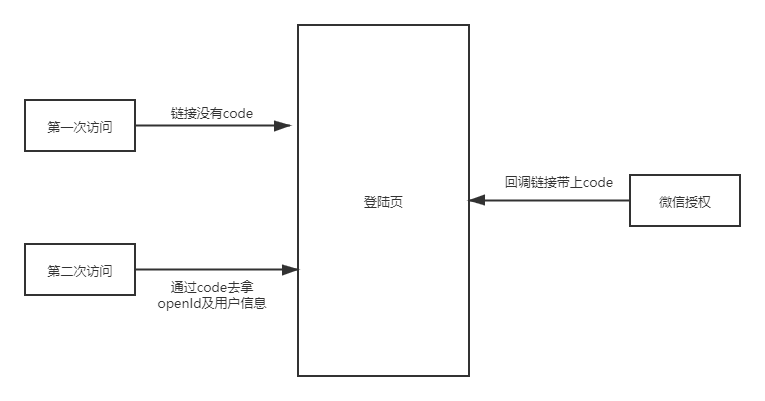 链接没有code
第一次访问
登陆页
回调链接带上code
微信授权
第二次访问
通过code去拿
openId及用户信息